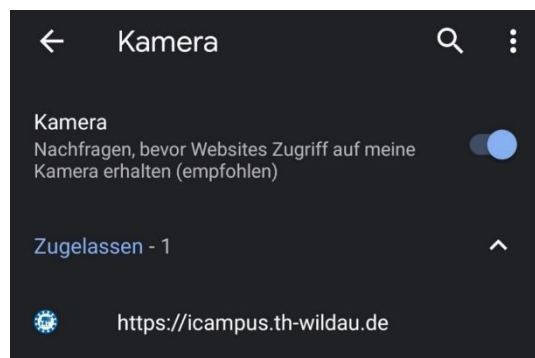 Kamera
Kamera
Nachfragen, bevor Websites Zugriff auf meine
Kamera erhalten (empfohlen)
Zugelassen - 1
https://icampus.th-wildau.de